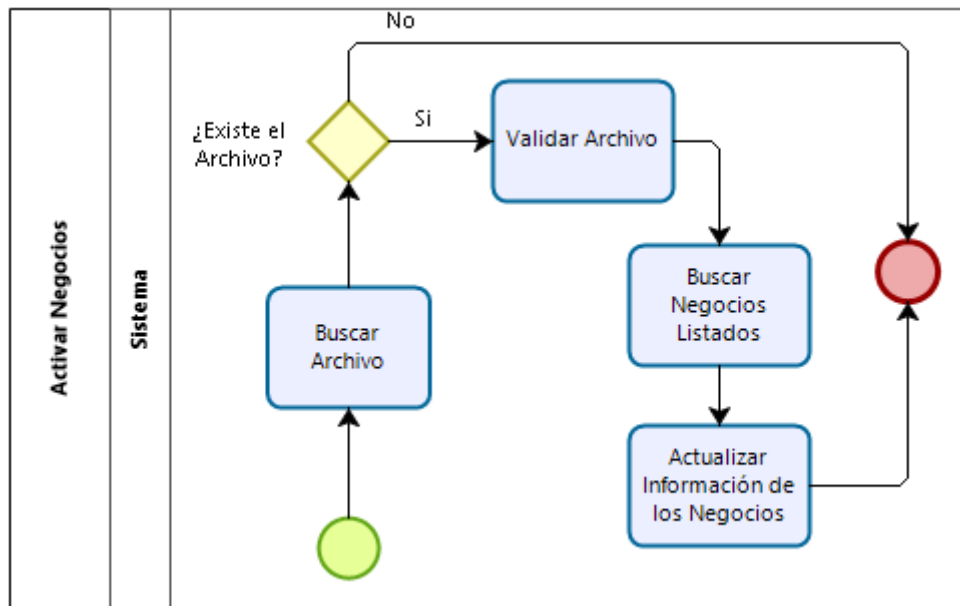 Activar Negocios
Sistema
No
¿Existe el
Archivo?
Si
Validar Archivo
Buscar
Negocios
Listados
Buscar
Archivo
Actualizar
Información de
los Negocios